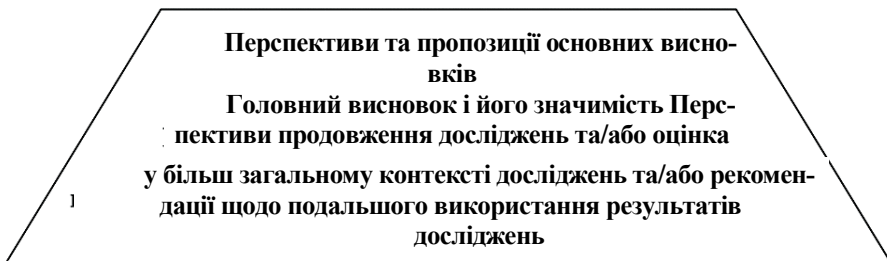 Перспективи та пропозиції основних висно-
вків
Головний висновок і його значимість Перс-
пективи продовження досліджень та/або оцінка
у більш загальному контексті досліджень та/або рекомен-
дації щодо подальшого використання результатів
досліджень